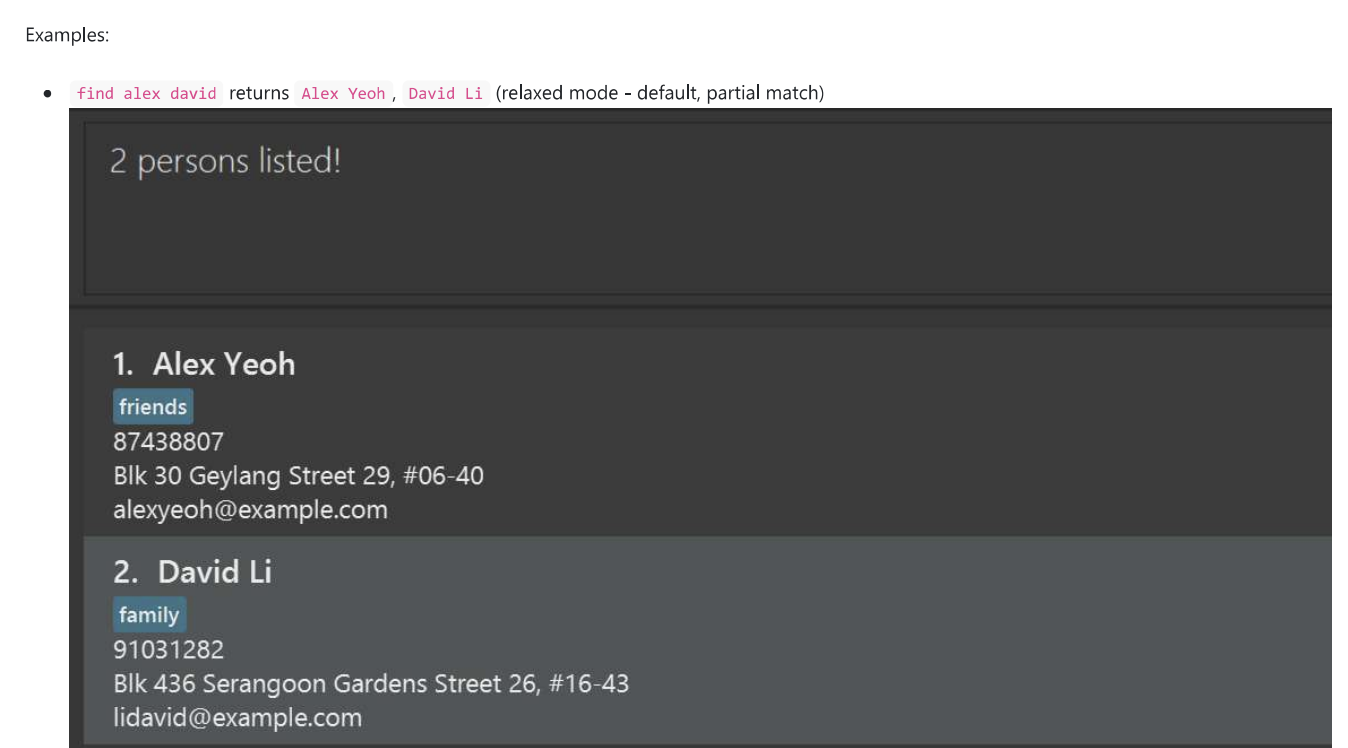 Examples:
find alex david returns Alex Yeoh, David Li (relaxed mode - default, partial match)
2 persons listed!
1. Alex Yeoh
friends
87438807
Blk 30 Geylang Street 29, #06-40
alexyeoh@example.com
2. David Li
family
91031282
Blk 436 Serangoon Gardens Street 26, #16-43
lidavid@example.com